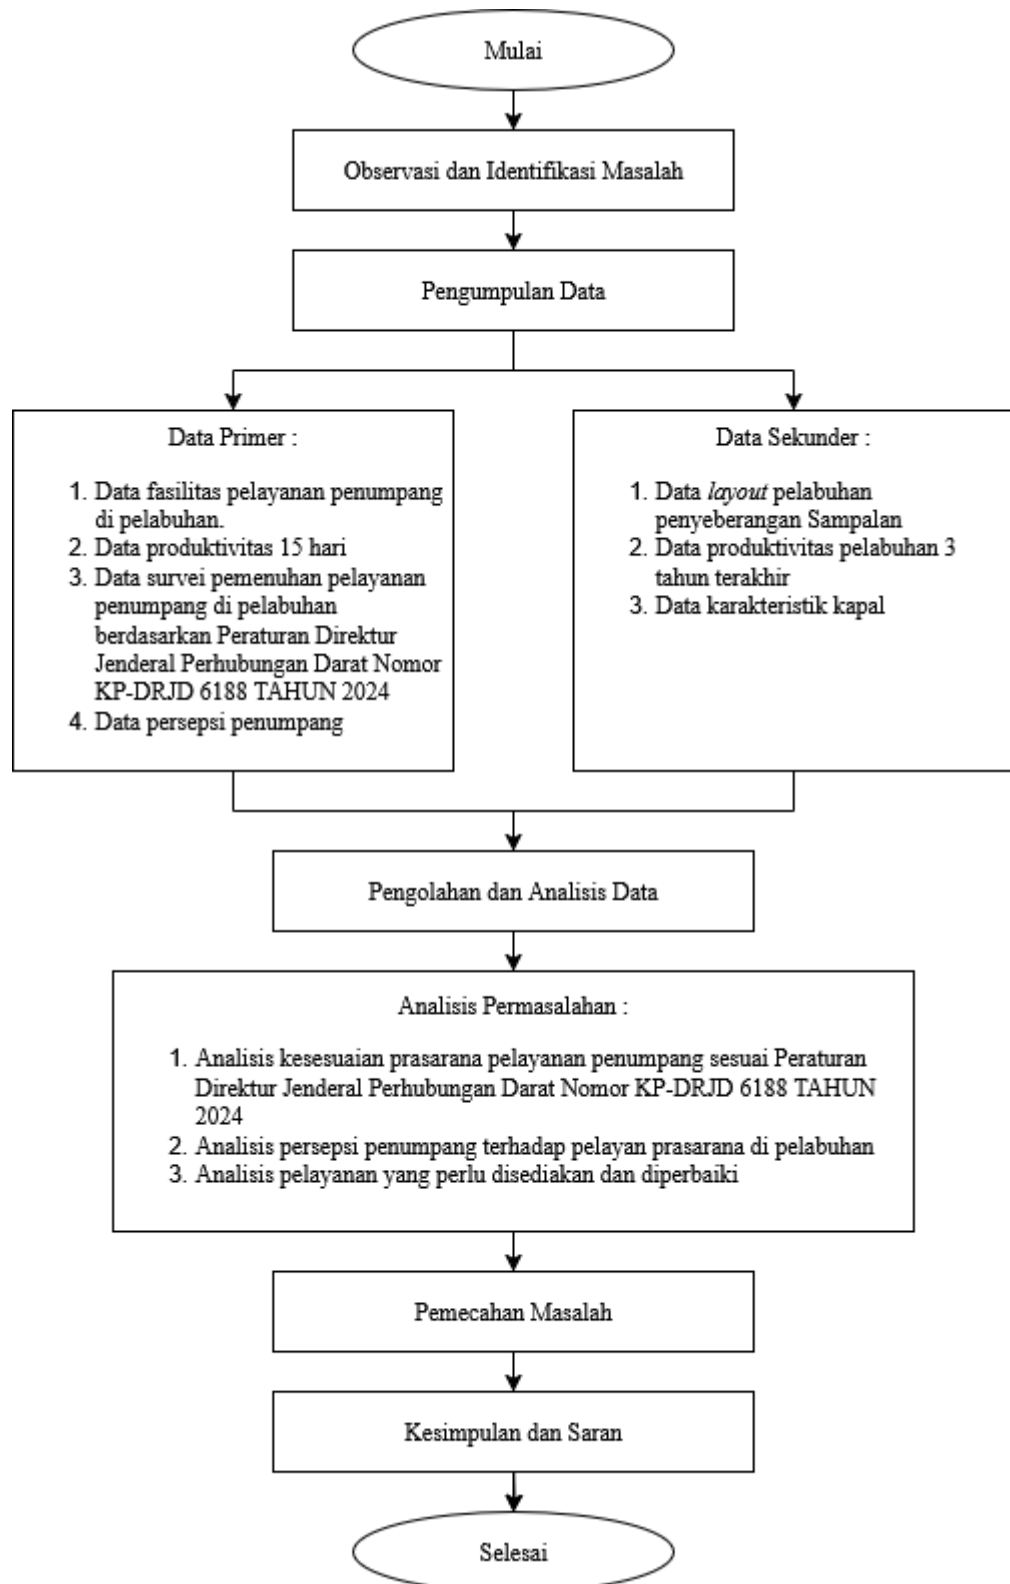 Mulai
Observasi dan Identifikasi Masalah
Pengumpulan Data
Data Primer :
1. Data fasilitas pelayanan penumpang
di pelabuhan.
2. Data produktivitas 15 hari
3. Data survei pemenuhan pelayanan
penumpang di pelabuhan
berdasarkan Peraturan Direktur
Jenderal Perhubungan Darat Nomor
KP-DRJD 6188 TAHUN 2024
4. Data persepsi penumpang
Data Sekunder :
1. Data layout pelabuhan
penyeberangan Sampalan
2. Data produktivitas pelabuhan 3
tahun terakhir
3. Data karakteristik kapal
Pengolahan dan Analisis Data
Analisis Permasalahan :
1. Analisis kesesuaian prasarana pelayanan penumpang sesuai Peraturan
Direktur Jenderal Perhubungan Darat Nomor KP-DRJD 6188 TAHUN
2024
2. Analisis persepsi penumpang terhadap pelayan prasarana di pelabuhan
3. Analisis pelayanan yang perlu disediakan dan diperbaiki
Pemecahan Masalah
Kesimpulan dan Saran
Selesai